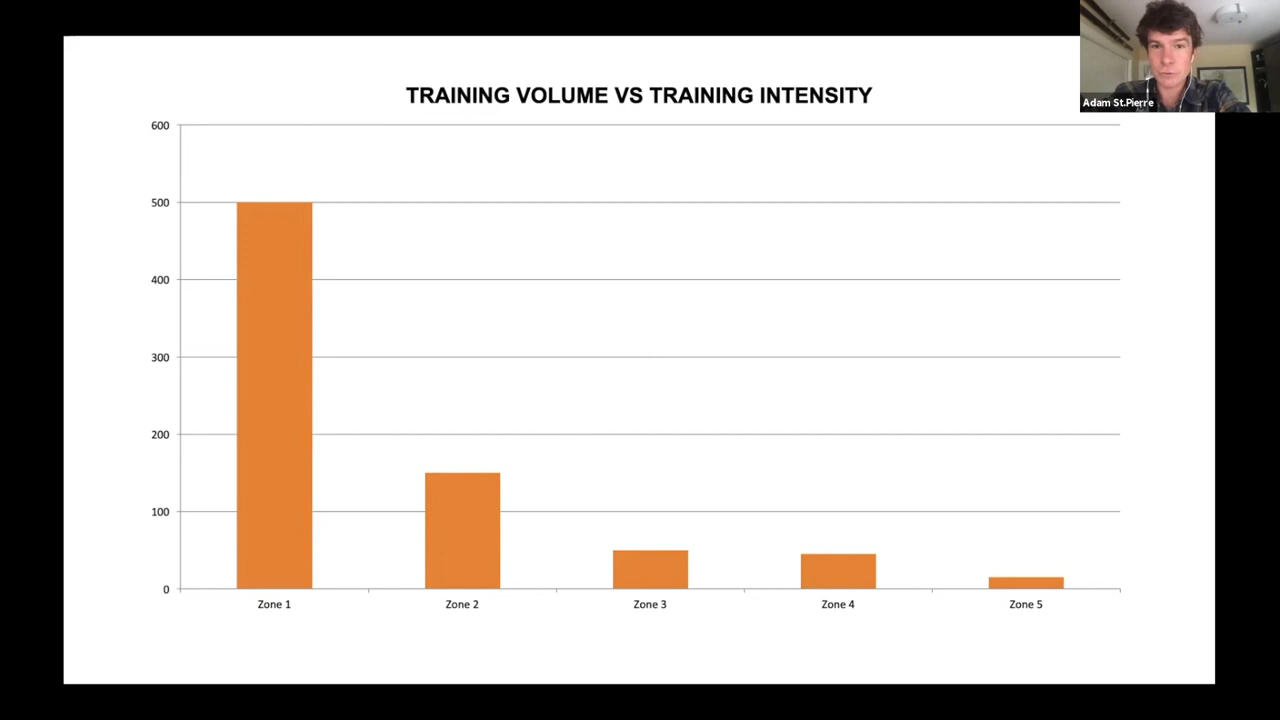 TRAINING VOLUME VS TRAINING INTENSITY
Adam St.Pierre
600
500
400
300
200
100
0
Zone 1 Zone 2 Zone 3 Zone 4 Zone 5